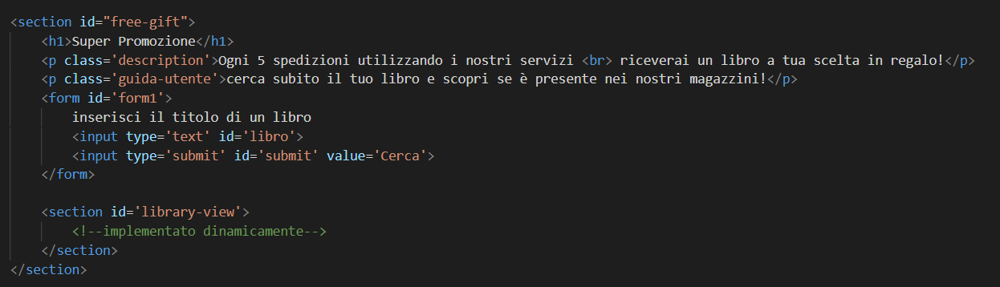 <section id="free-gift">
<h1>Super Promozione</h1>
<p class='description'>Ogni 5 spedizioni utilizzando i nostri servizi <br> riceverai un libro a tua scelta in regalo!</p>
<p class='guida-utente'>cerca subito il tuo libro e scopri se è presente nei nostri magazzini!</p>
<form id='form1'>
inserisci il titolo di un libro
<input type='text' id='libro'>
<input type='submit' id='submit' value='Cerca'>
</form>
<section id='library-view'>
<!--implementato dinamicamente-->
</section>
</section>